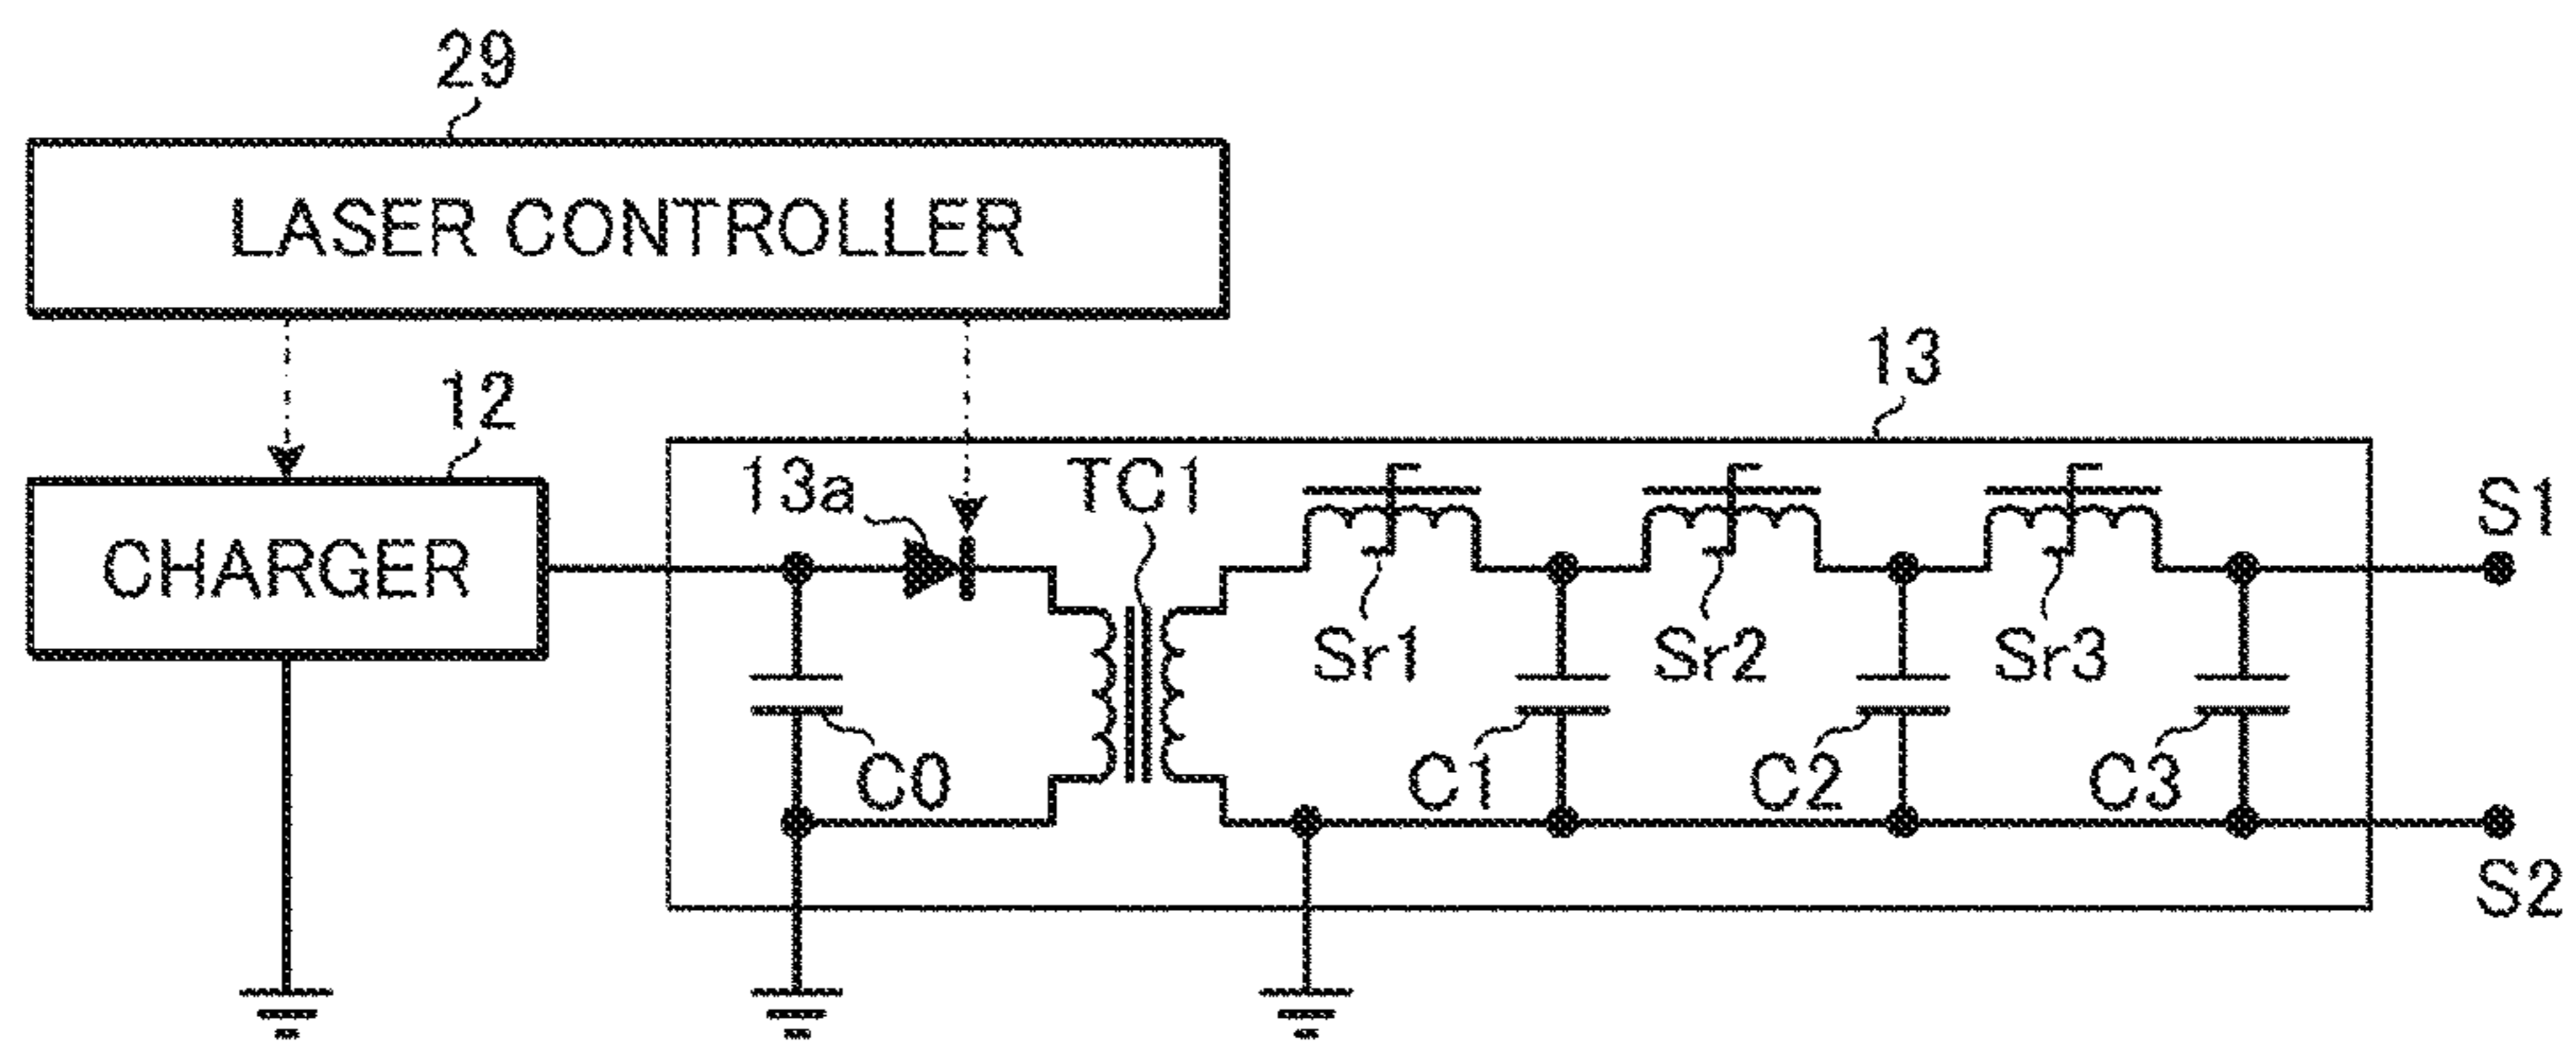 29
LASER CONTROLLER
12
13
CHARGER
13a
TC1
S1
Sr1
Sr2
Sr3
C0
C1
C2
C3
S2